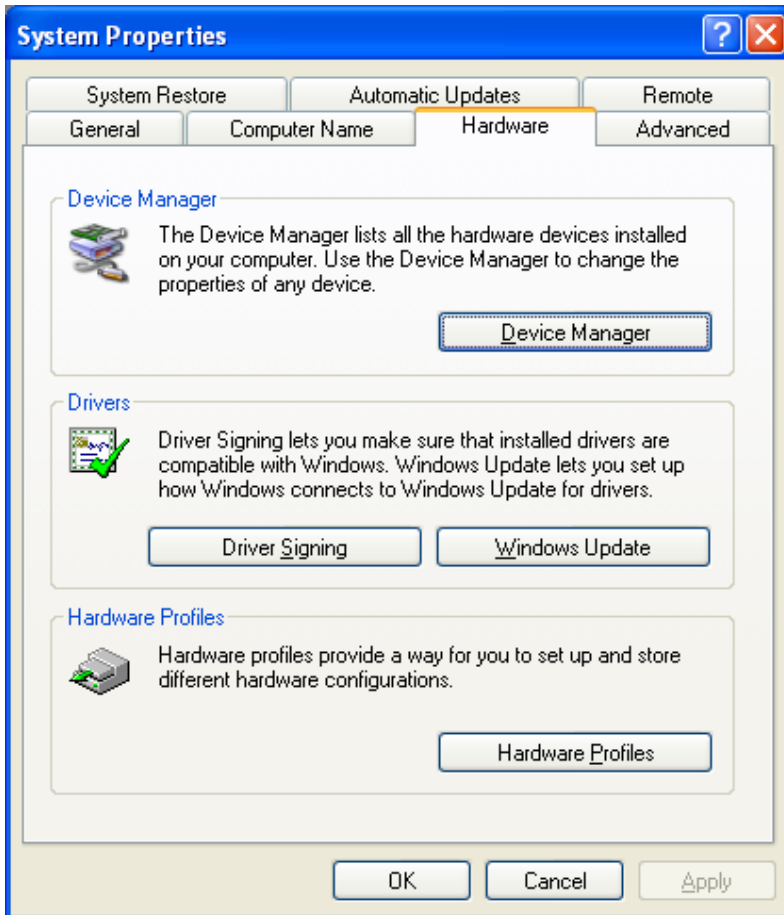 System Properties
System Restore Automatic Updates Remote
General Computer Name Hardware Advanced
Device Manager
The Device Manager lists all the hardware devices installed
on your computer. Use the Device Manager to change the
properties of any device.
Device Manager
Drivers
Driver Signing lets you make sure that installed drivers are
compatible with Windows. Windows Update lets you set up
how Windows connects to Windows Update for drivers.
Driver Signing Windows Update
Hardware Profiles
Hardware profiles provide a way for you to set up and store
different hardware configurations.
Hardware Profiles
OK Cancel Apply